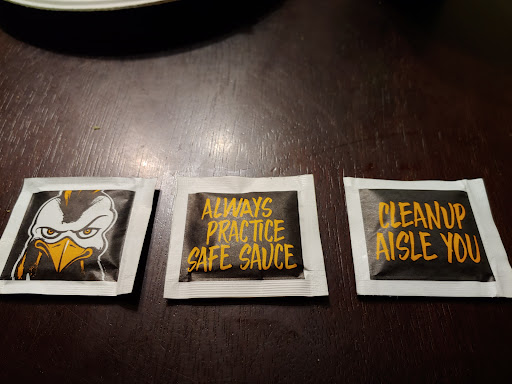 ALWAYS
PRACTICE
SAFE SAUCE
CLEANUP
AISLE YOU